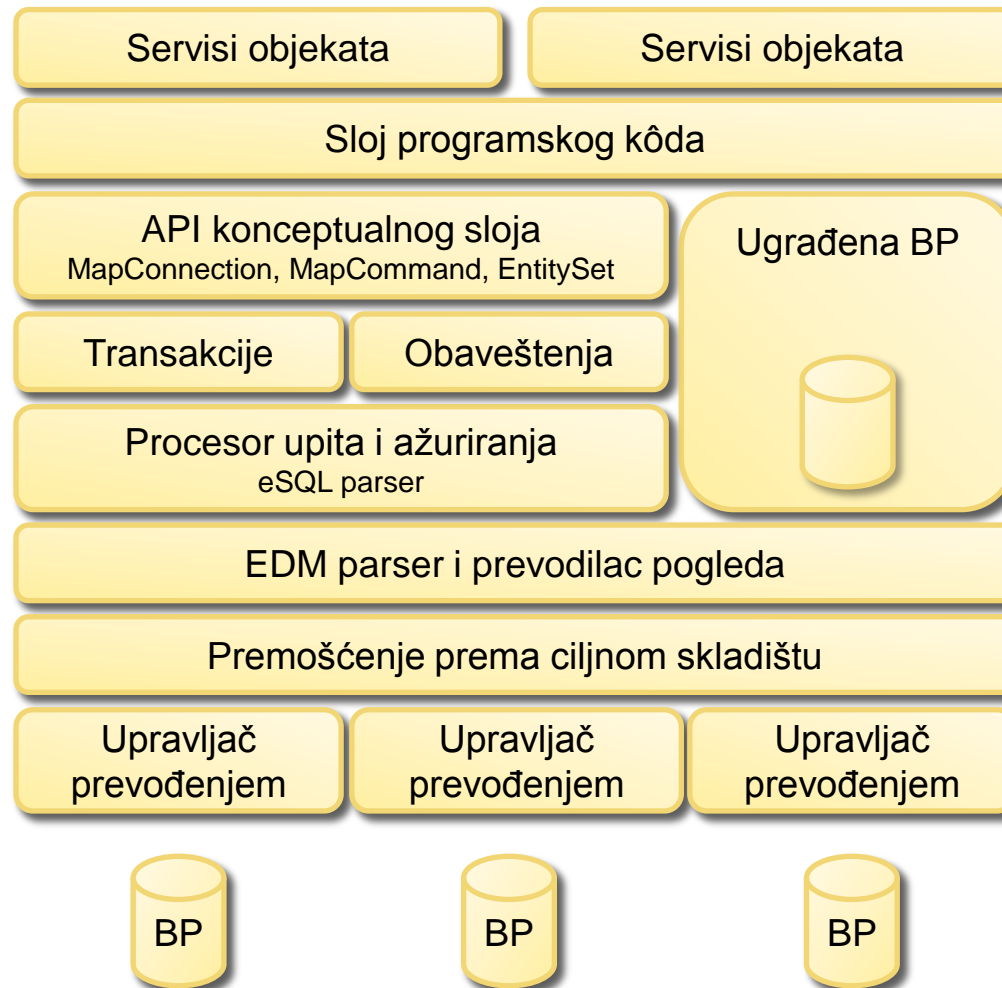 Servisi objekata
Servisi objekata
Sloj programskog kôda
API konceptualnog sloja
MapConnection, MapCommand, EntitySet
Ugrađena BP
Transakcije
Obaveštenja
Procesor upita i ažuriranja
eSQL parser
EDM parser i prevodilac pogleda
Premošćenje prema ciljnom skladištu
Upravljač
prevođenjem
Upravljač
prevođenjem
Upravljač
prevođenjem
BP
BP
BP